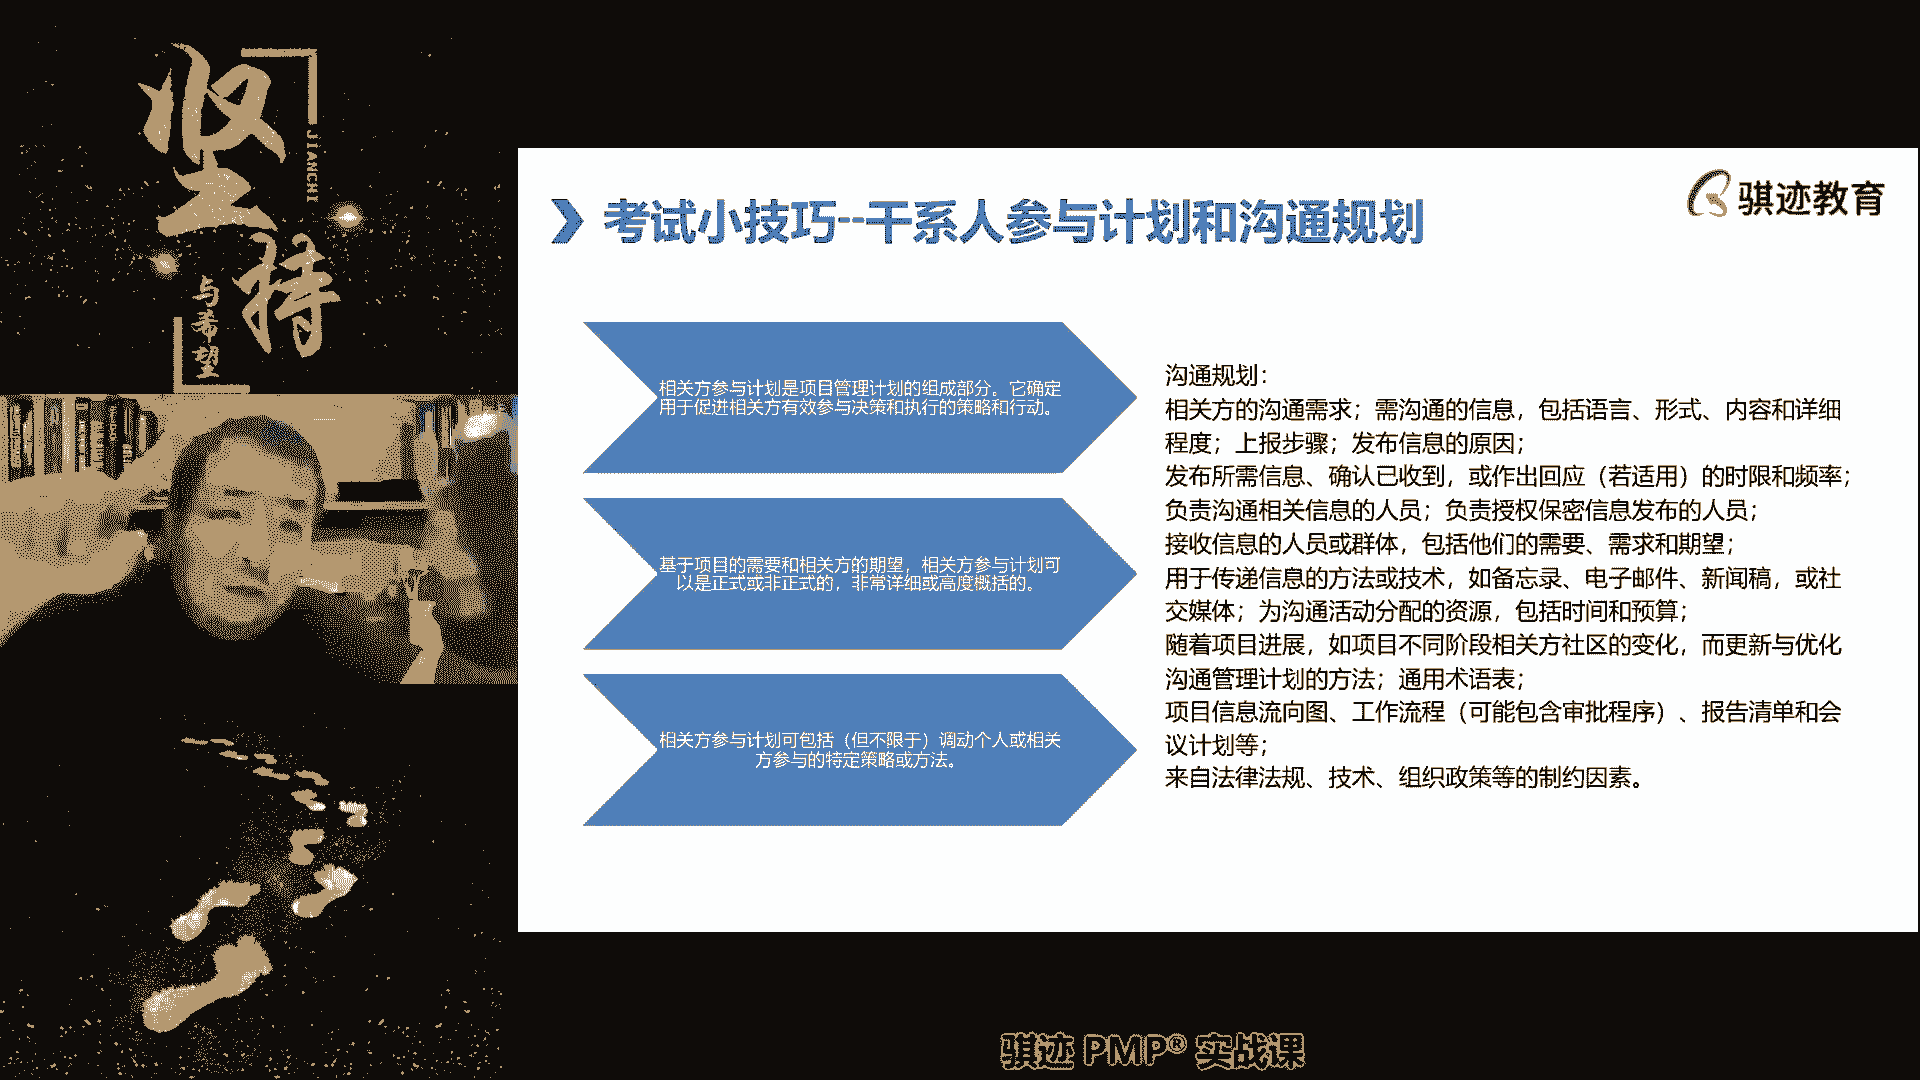 坚持
JIANCHI
与希望
骐迹教育
考试小技巧--干系人参与计划和沟通规划
相关方参与计划是项目管理计划的组成部分。它确定
用于促进相关方有效参与决策和执行的策略和行动。
基于项目的需要和相关方的期望，相关方参与计划可
以是正式或非正式的，非常详细或高度概括的。
相关方参与计划可包括（但不限于）调动个人或相关
方参与的特定策略或方法。
沟通规划：
相关方的沟通需求；需沟通的信息，包括语言、形式、内容和详细
程度；上报步骤；发布信息的原因；
发布所需信息、确认已收到，或作出回应（若适用）的时限和频率；
负责沟通相关信息的人员；负责授权保密信息发布的人员；
接收信息的人员或群体，包括他们的需要、需求和期望；
用于传递信息的方法或技术，如备忘录、电子邮件、新闻稿，或社
交媒体；为沟通活动分配的资源，包括时间和预算；
随着项目进展，如项目不同阶段相关方社区的变化，而更新与优化
沟通管理计划的方法；通用术语表；
项目信息流向图、工作流程（可能包含审批程序）、报告清单和会
议计划等；
来自法律法规、技术、组织政策等的制约因素。
骐迹 PMP® 实战课